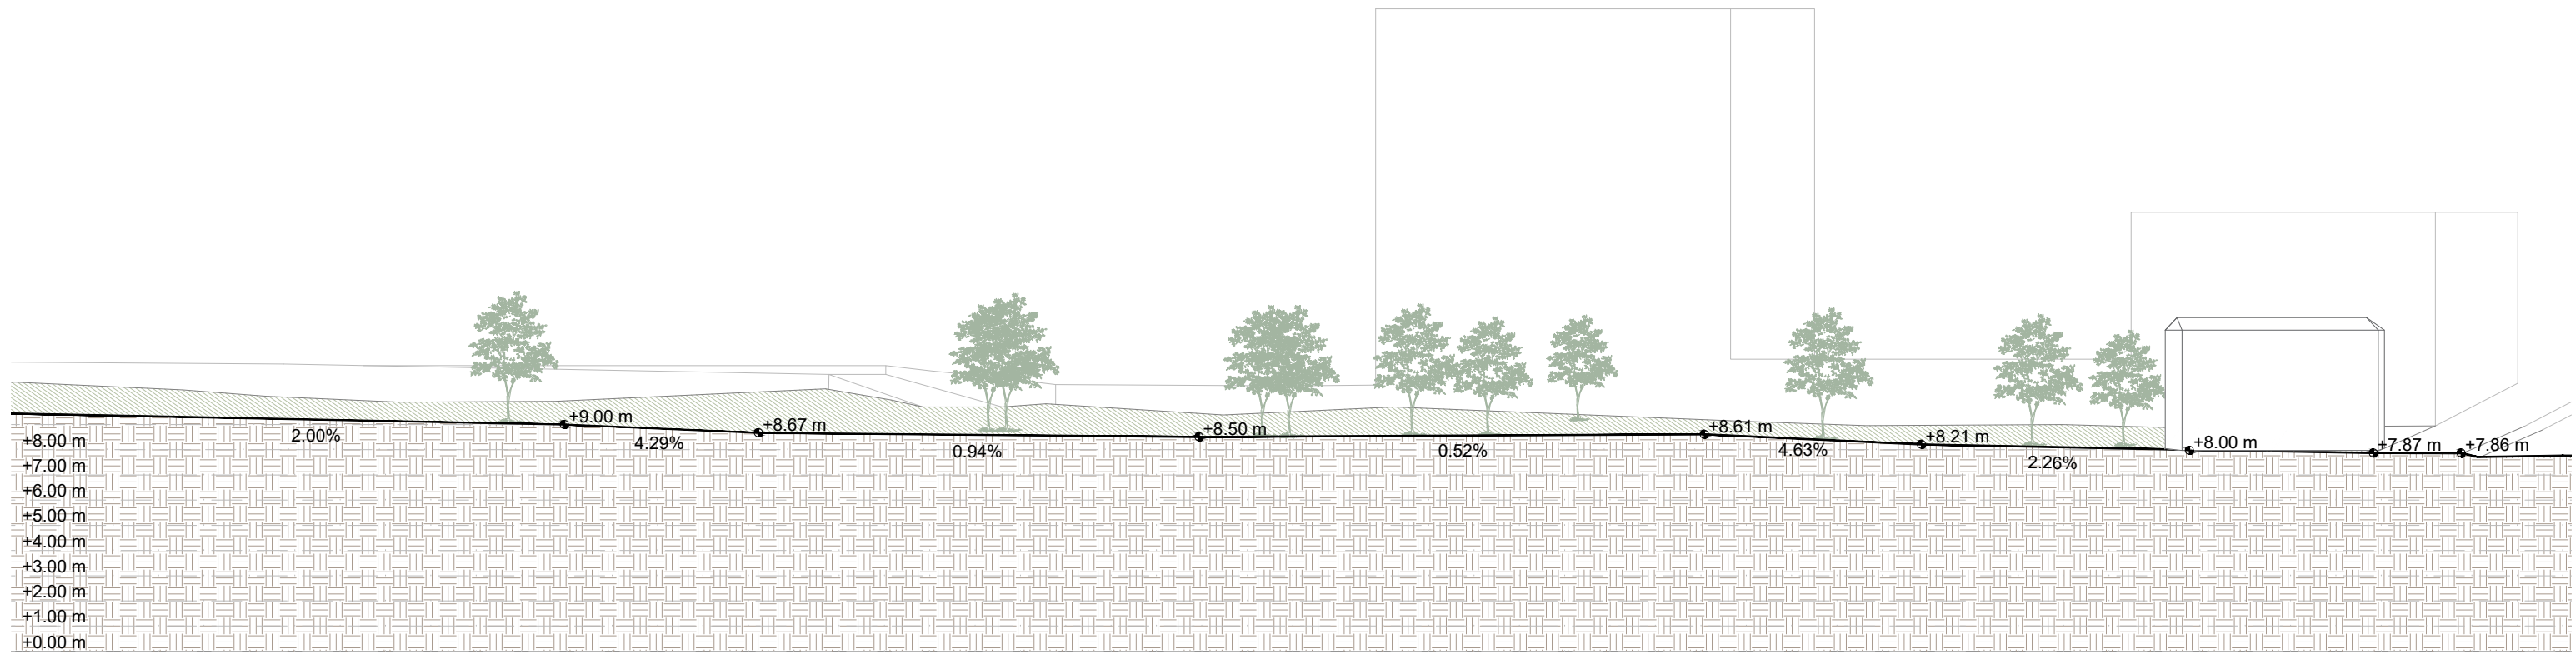 +9.00 m
+8.67 m
+8.50 m
+8.61 m
+8.21 m
+8.00 m
+7.87 m
+7.86 m
2.00%
4.29%
0.94%
0.52%
4.63%
2.26%
+8.00 m
+7.00 m
+6.00 m
+5.00 m
+4.00 m
+3.00 m
+2.00 m
+1.00 m
+0.00 m